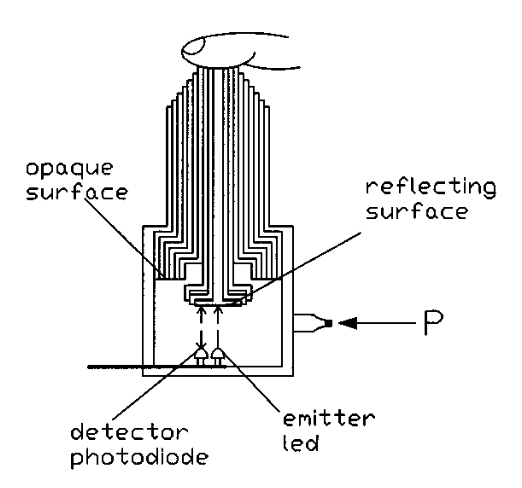 opaque
surface
reflecting
surface
P
detector
photodiode
emitter
led